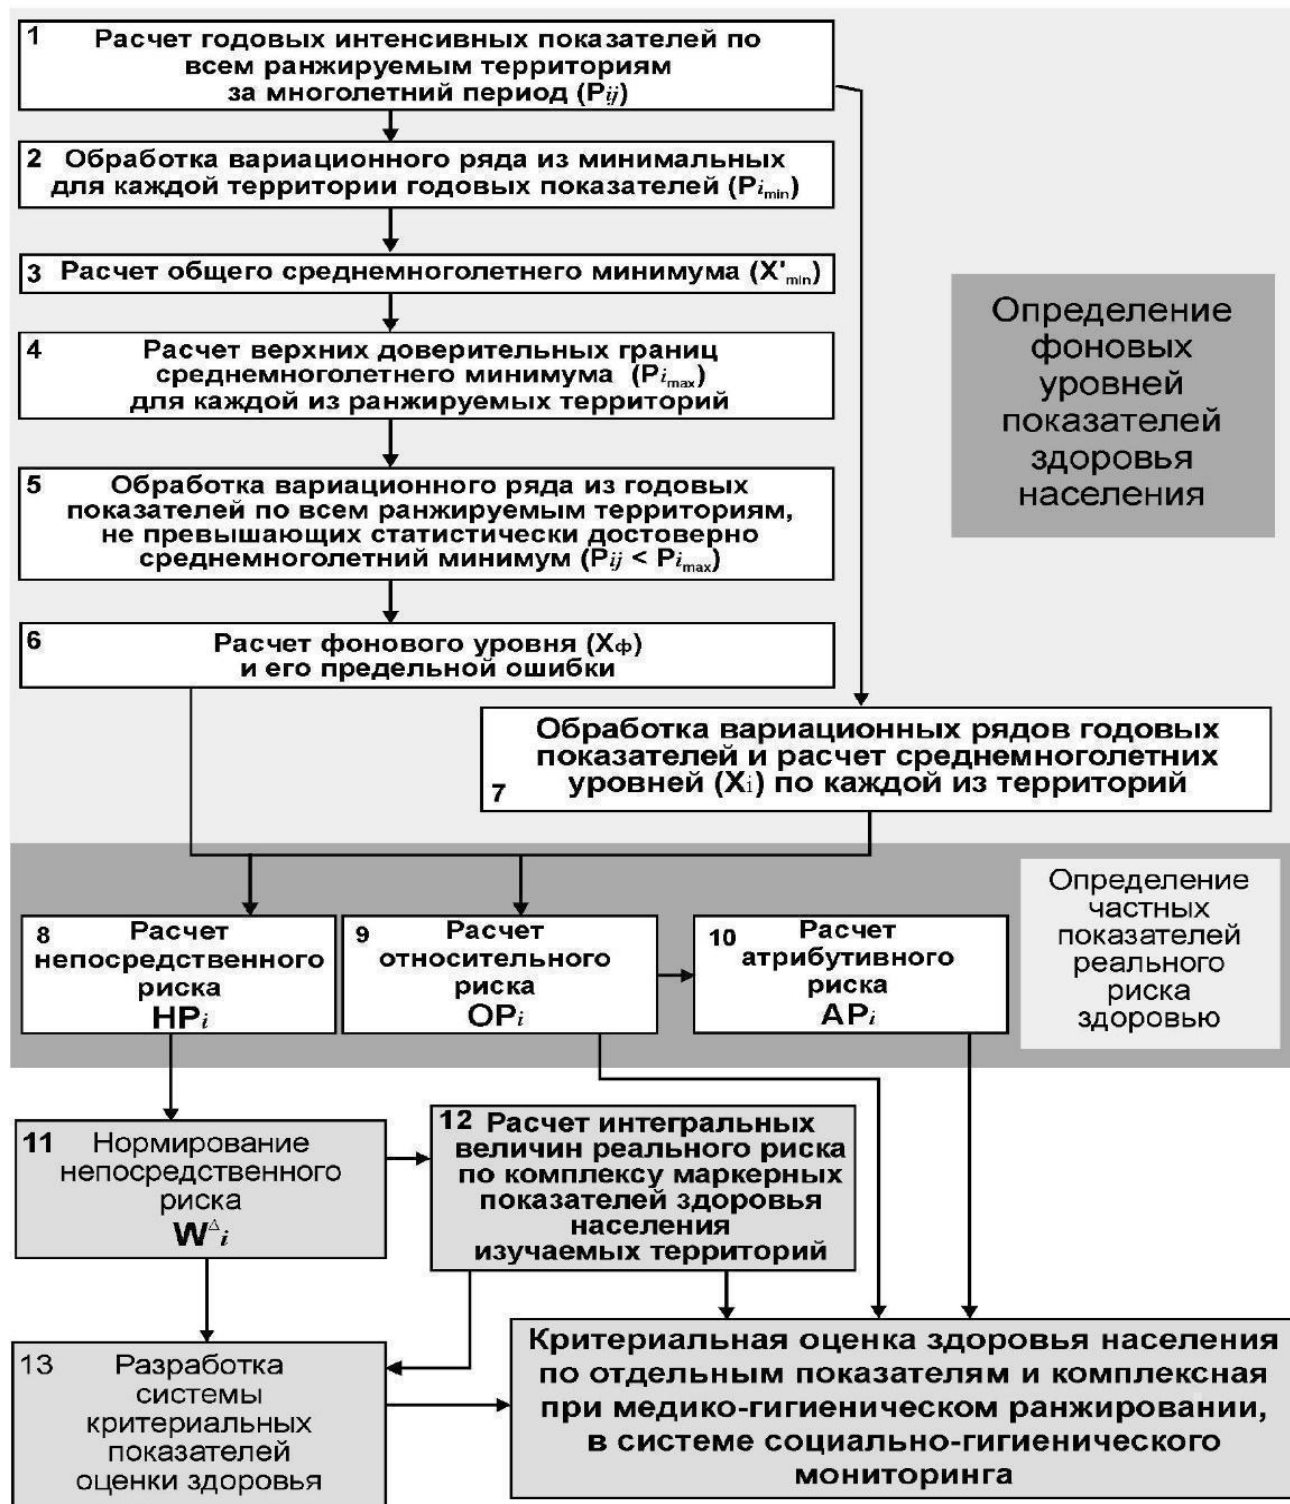 1 Расчет годовых интенсивных показателей по
всем ранжируемым территориям
за многолетний период (Pij)
2 Обработка вариационного ряда из минимальных
для каждой территории годовых показателей (Pimin)
3 Расчет общего среднемноголетнего минимума (X'min)
4 Расчет верхних доверительных границ
среднемноголетнего минимума (Pimax)
для каждой из ранжируемых территорий
5 Обработка вариационного ряда из годовых
показателей по всем ранжируемым территориям,
не превышающих статистически достоверно
среднемноголетний минимум (Pij < Pimax)
6 Расчет фонового уровня (Xф)
и его предельной ошибки
Определение
фоновых
уровней
показателей
здоровья
населения
Обработка вариационных рядов годовых
показателей и расчет среднемноголетних
7 уровней (Xi) по каждой из территорий
8 Расчет
непосредственного
риска
НРi
9 Расчет
относительного
риска
ОРi
10 Расчет
атрибутивного
риска
АРi
Определение
частных
показателей
реального
риска
здоровью
11 Нормирование
непосредственного
риска
W△i
12 Расчет интегральных
величин реального риска
по комплексу маркерных
показателей здоровья
населения
изучаемых территорий
13 Разработка
системы
критериальных
показателей
оценки здоровья
Критериальная оценка здоровья населения
по отдельным показателям и комплексная
при медико-гигиеническом ранжировании,
в системе социально-гигиенического
мониторинга